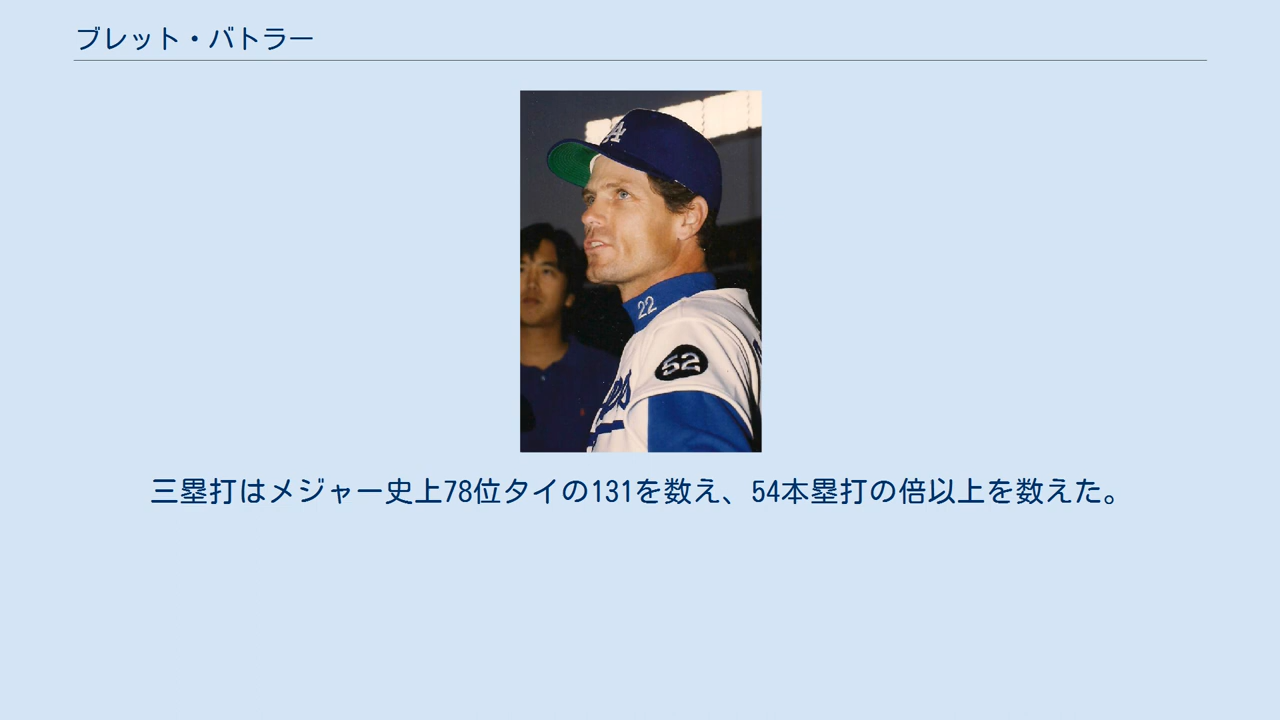 ブレット・バトラー
22
52
三塁打はメジャー史上78位タイの131を数え、54本塁打の倍以上を数えた。